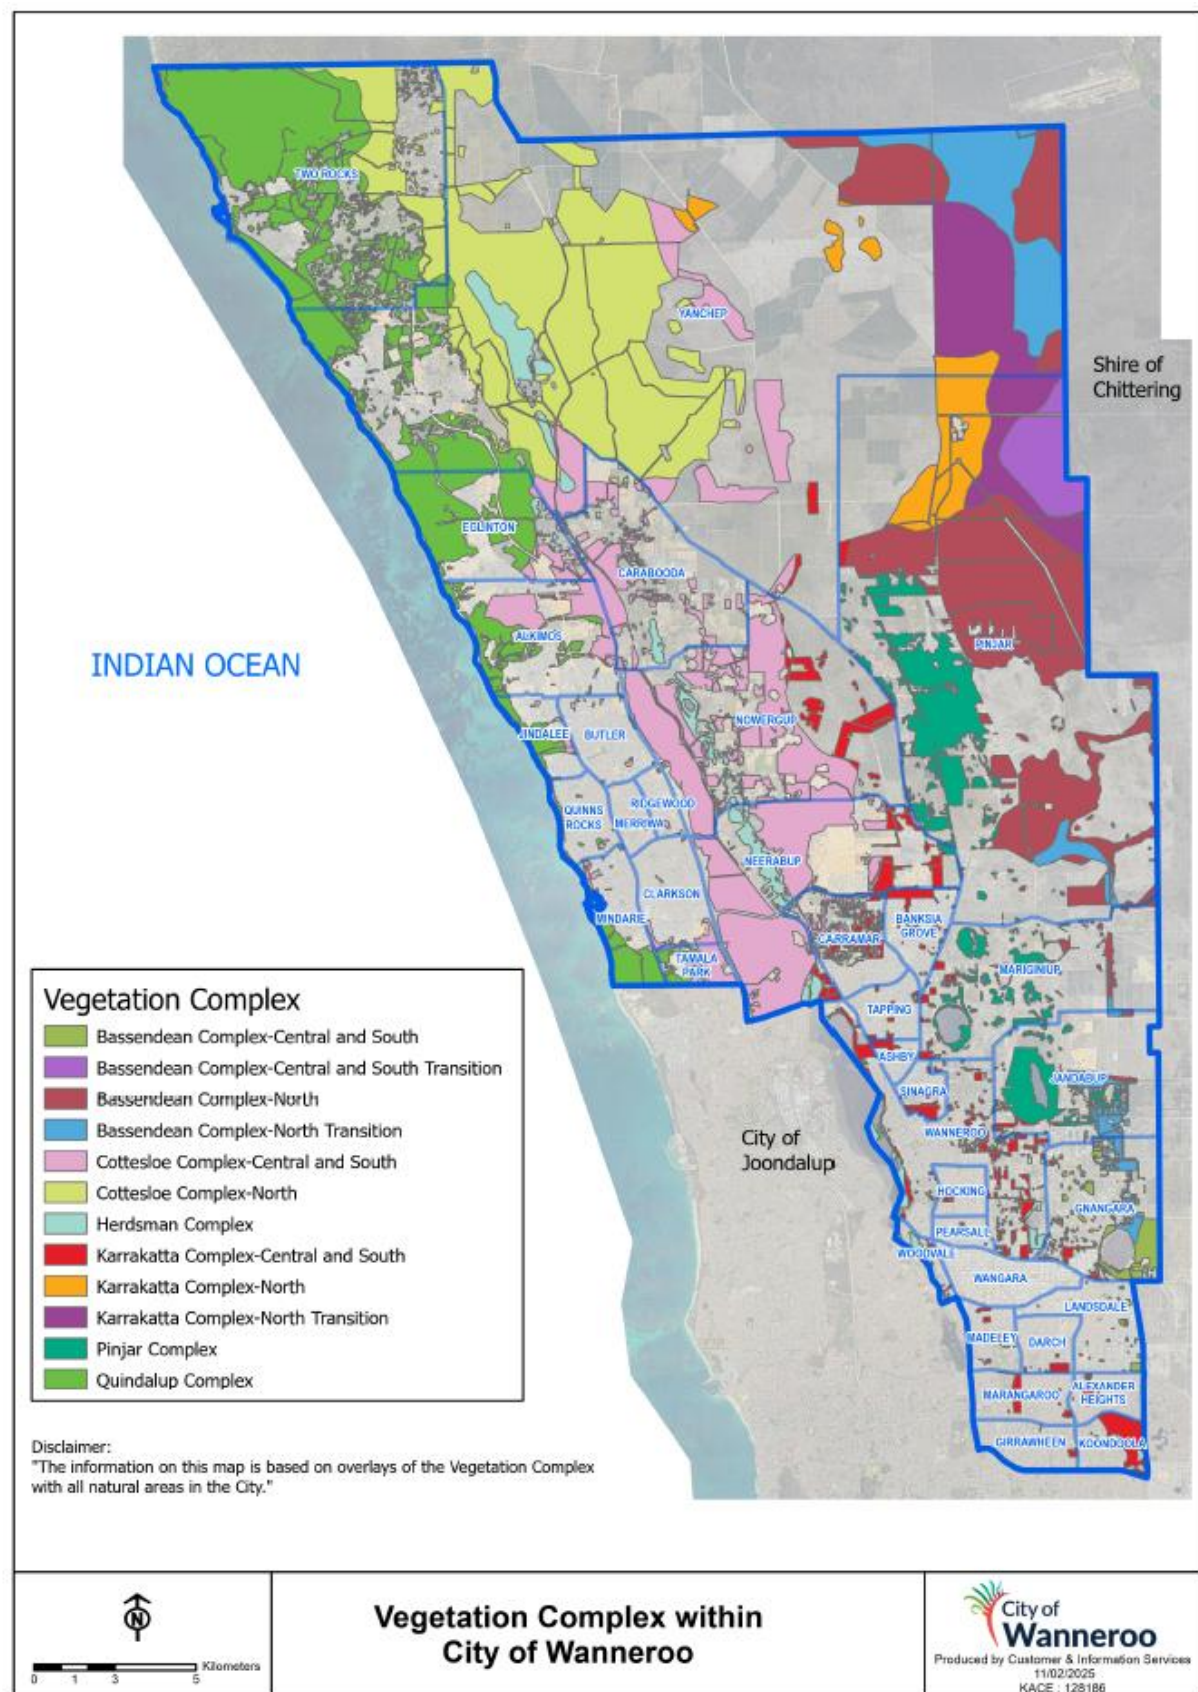 TWO ROCKS
YANCHEP
Shire of
Chittering
EGLINTON
CARABOODA
ALKIMOS
PINJAR
INDIAN OCEAN
NOWERGUP
JINDALEE
BUTLER
QUINNS
ROCKS
RIDGEWOOD
MERRIWA
NEERABUP
CLARKSON
MINDARIE
CARRAMAR
BANKSIA
GROVE
TAMALA
PARK
MARIGINIUP
TAPPING
ASHBY
JANDABUP
SINAGRA
WANNEROO
City of
Joondalup
HOCKING
GNANGARA
PEARSALL
WOODVALE
WANGARA
LANDSDALE
MADELEY
DARCH
MARANGAROO
ALEXANDER
HEIGHTS
GIRRAWHEEN
KOONDOOLA
Vegetation Complex
Bassendean Complex-Central and South
Bassendean Complex-Central and South Transition
Bassendean Complex-North
Bassendean Complex-North Transition
Cottesloe Complex-Central and South
Cottesloe Complex-North
Herdsman Complex
Karrakatta Complex-Central and South
Karrakatta Complex-North
Karrakatta Complex-North Transition
Pinjar Complex
Quindalup Complex
Disclaimer:
"The information on this map is based on overlays of the Vegetation Complex
with all natural areas in the City."
N
Kilometers
0 1 3 5
Vegetation Complex within
City of Wanneroo
City of
Wanneroo
Produced by Customer & Information Services
11/02/2025
KACE : 128186